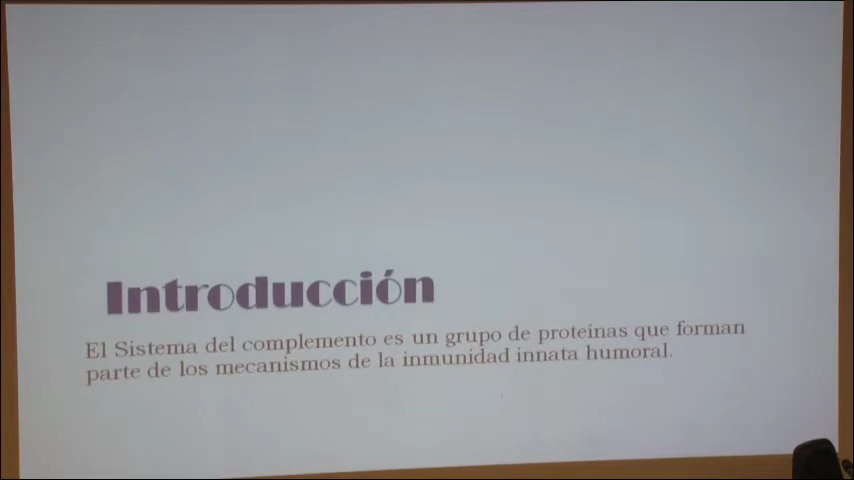 Introducción
El Sistema del complemento es un grupo de proteínas que forman
parte de los mecanismos de la inmunidad innata humoral.